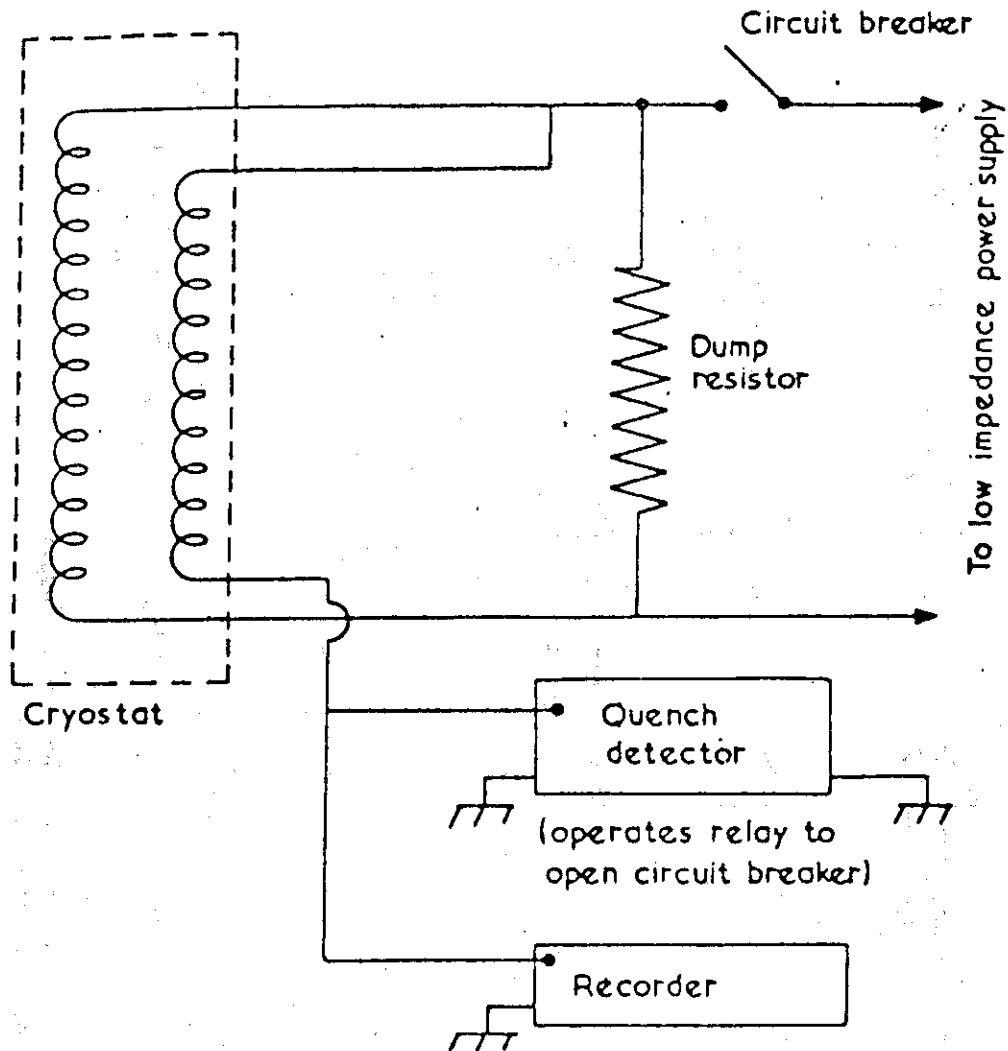 Circuit breaker
To low impedance power supply
Dump
resistor
Cryostat
Quench
detector
(operates relay to
open circuit breaker)
Recorder